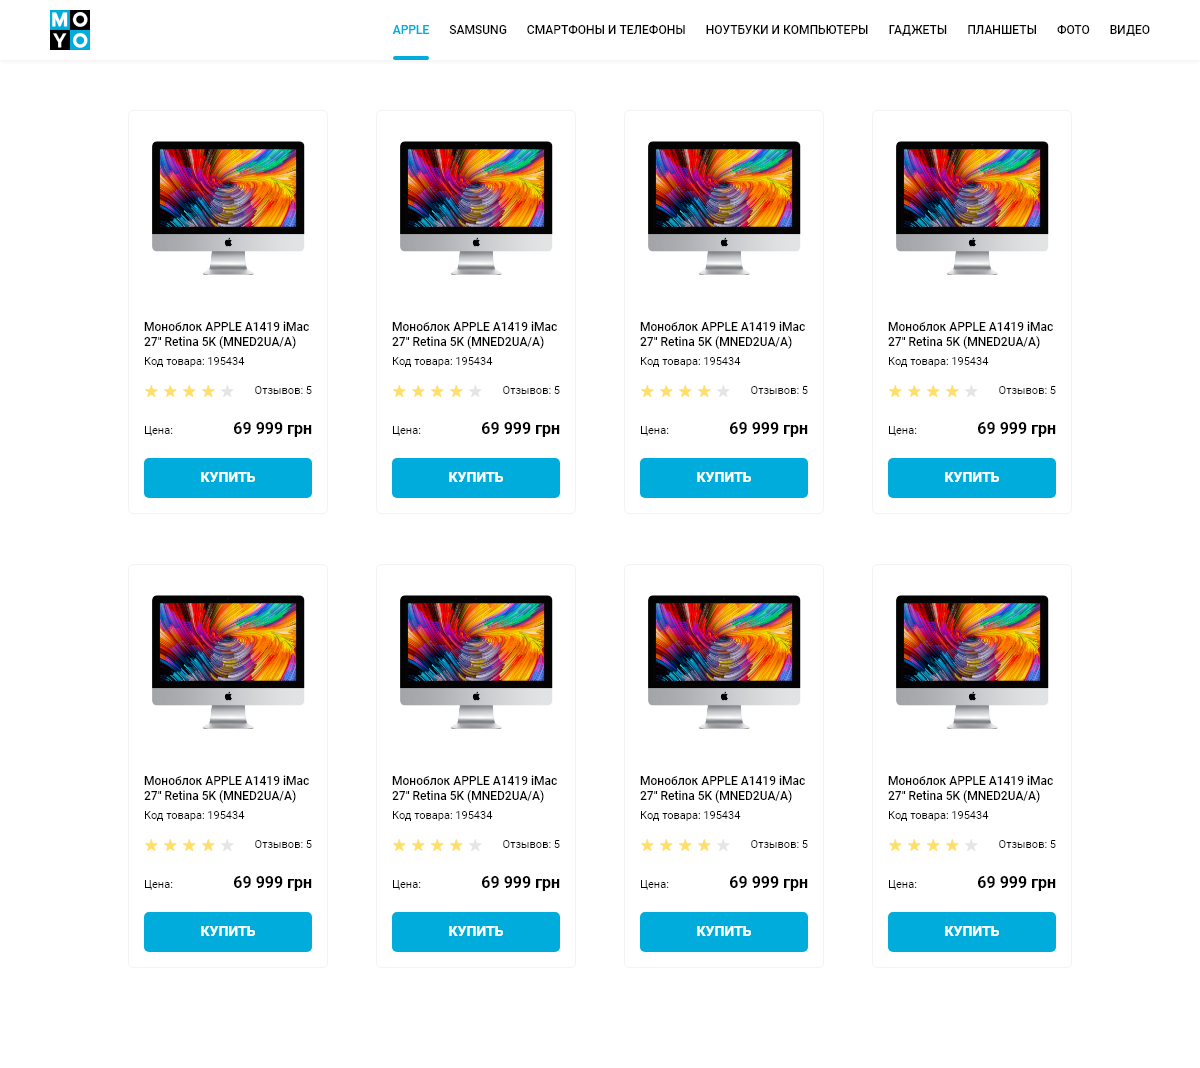 MO
YO
APPLE SAMSUNG СМАРТФОНЫ И ТЕЛЕФОНЫ НОУТБУКИ И КОМПЬЮТЕРЫ ГАДЖЕТЫ ПЛАНШЕТЫ ФОТО ВИДЕО
Моноблок APPLE A1419 iMac
27" Retina 5K (MNED2UA/A)
Код товара: 195434
Отзывов: 5
Цена: 69 999 грн
КУПИТЬ
Моноблок APPLE A1419 iMac
27" Retina 5K (MNED2UA/A)
Код товара: 195434
Отзывов: 5
Цена: 69 999 грн
КУПИТЬ
Моноблок APPLE A1419 iMac
27" Retina 5K (MNED2UA/A)
Код товара: 195434
Отзывов: 5
Цена: 69 999 грн
КУПИТЬ
Моноблок APPLE A1419 iMac
27" Retina 5K (MNED2UA/A)
Код товара: 195434
Отзывов: 5
Цена: 69 999 грн
КУПИТЬ
Моноблок APPLE A1419 iMac
27" Retina 5K (MNED2UA/A)
Код товара: 195434
Отзывов: 5
Цена: 69 999 грн
КУПИТЬ
Моноблок APPLE A1419 iMac
27" Retina 5K (MNED2UA/A)
Код товара: 195434
Отзывов: 5
Цена: 69 999 грн
КУПИТЬ
Моноблок APPLE A1419 iMac
27" Retina 5K (MNED2UA/A)
Код товара: 195434
Отзывов: 5
Цена: 69 999 грн
КУПИТЬ
Моноблок APPLE A1419 iMac
27" Retina 5K (MNED2UA/A)
Код товара: 195434
Отзывов: 5
Цена: 69 999 грн
КУПИТЬ